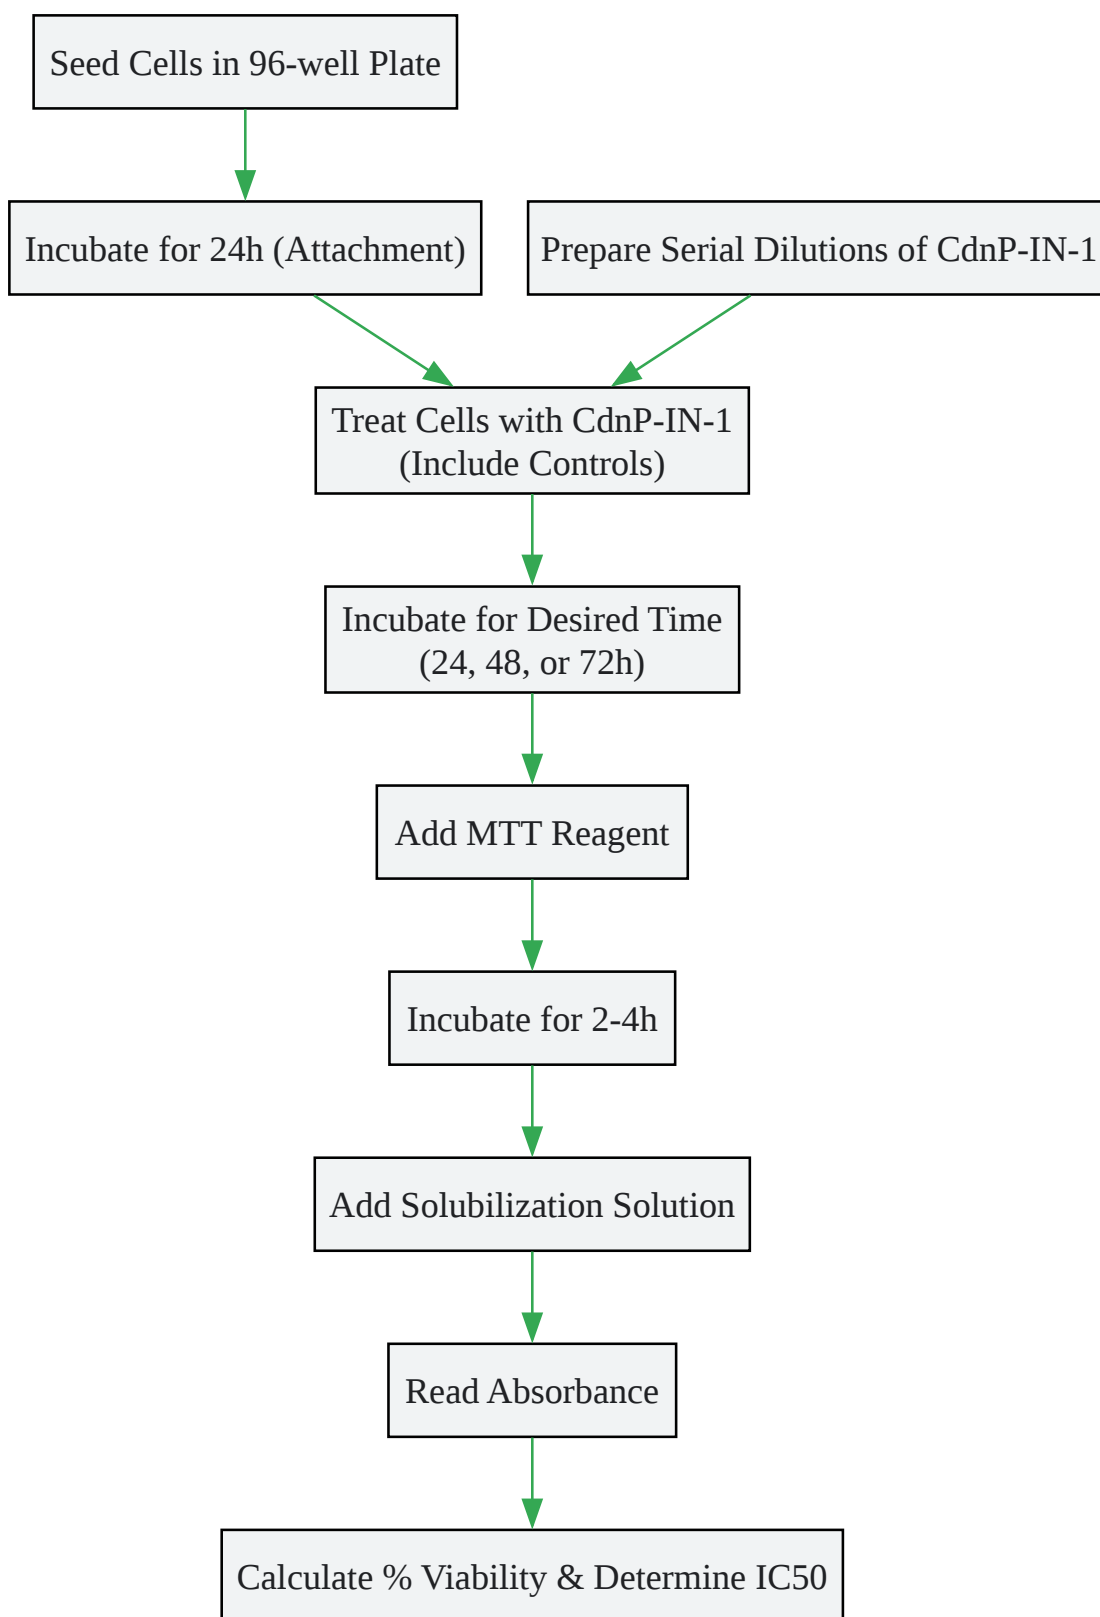 Seed Cells in 96-well Plate
Incubate for 24h (Attachment)
Prepare Serial Dilutions of CdnP-IN-1
Treat Cells with CdnP-IN-1
(Include Controls)
Incubate for Desired Time
(24, 48, or 72h)
Add MTT Reagent
Incubate for 2-4h
Add Solubilization Solution
Read Absorbance
Calculate % Viability & Determine IC50